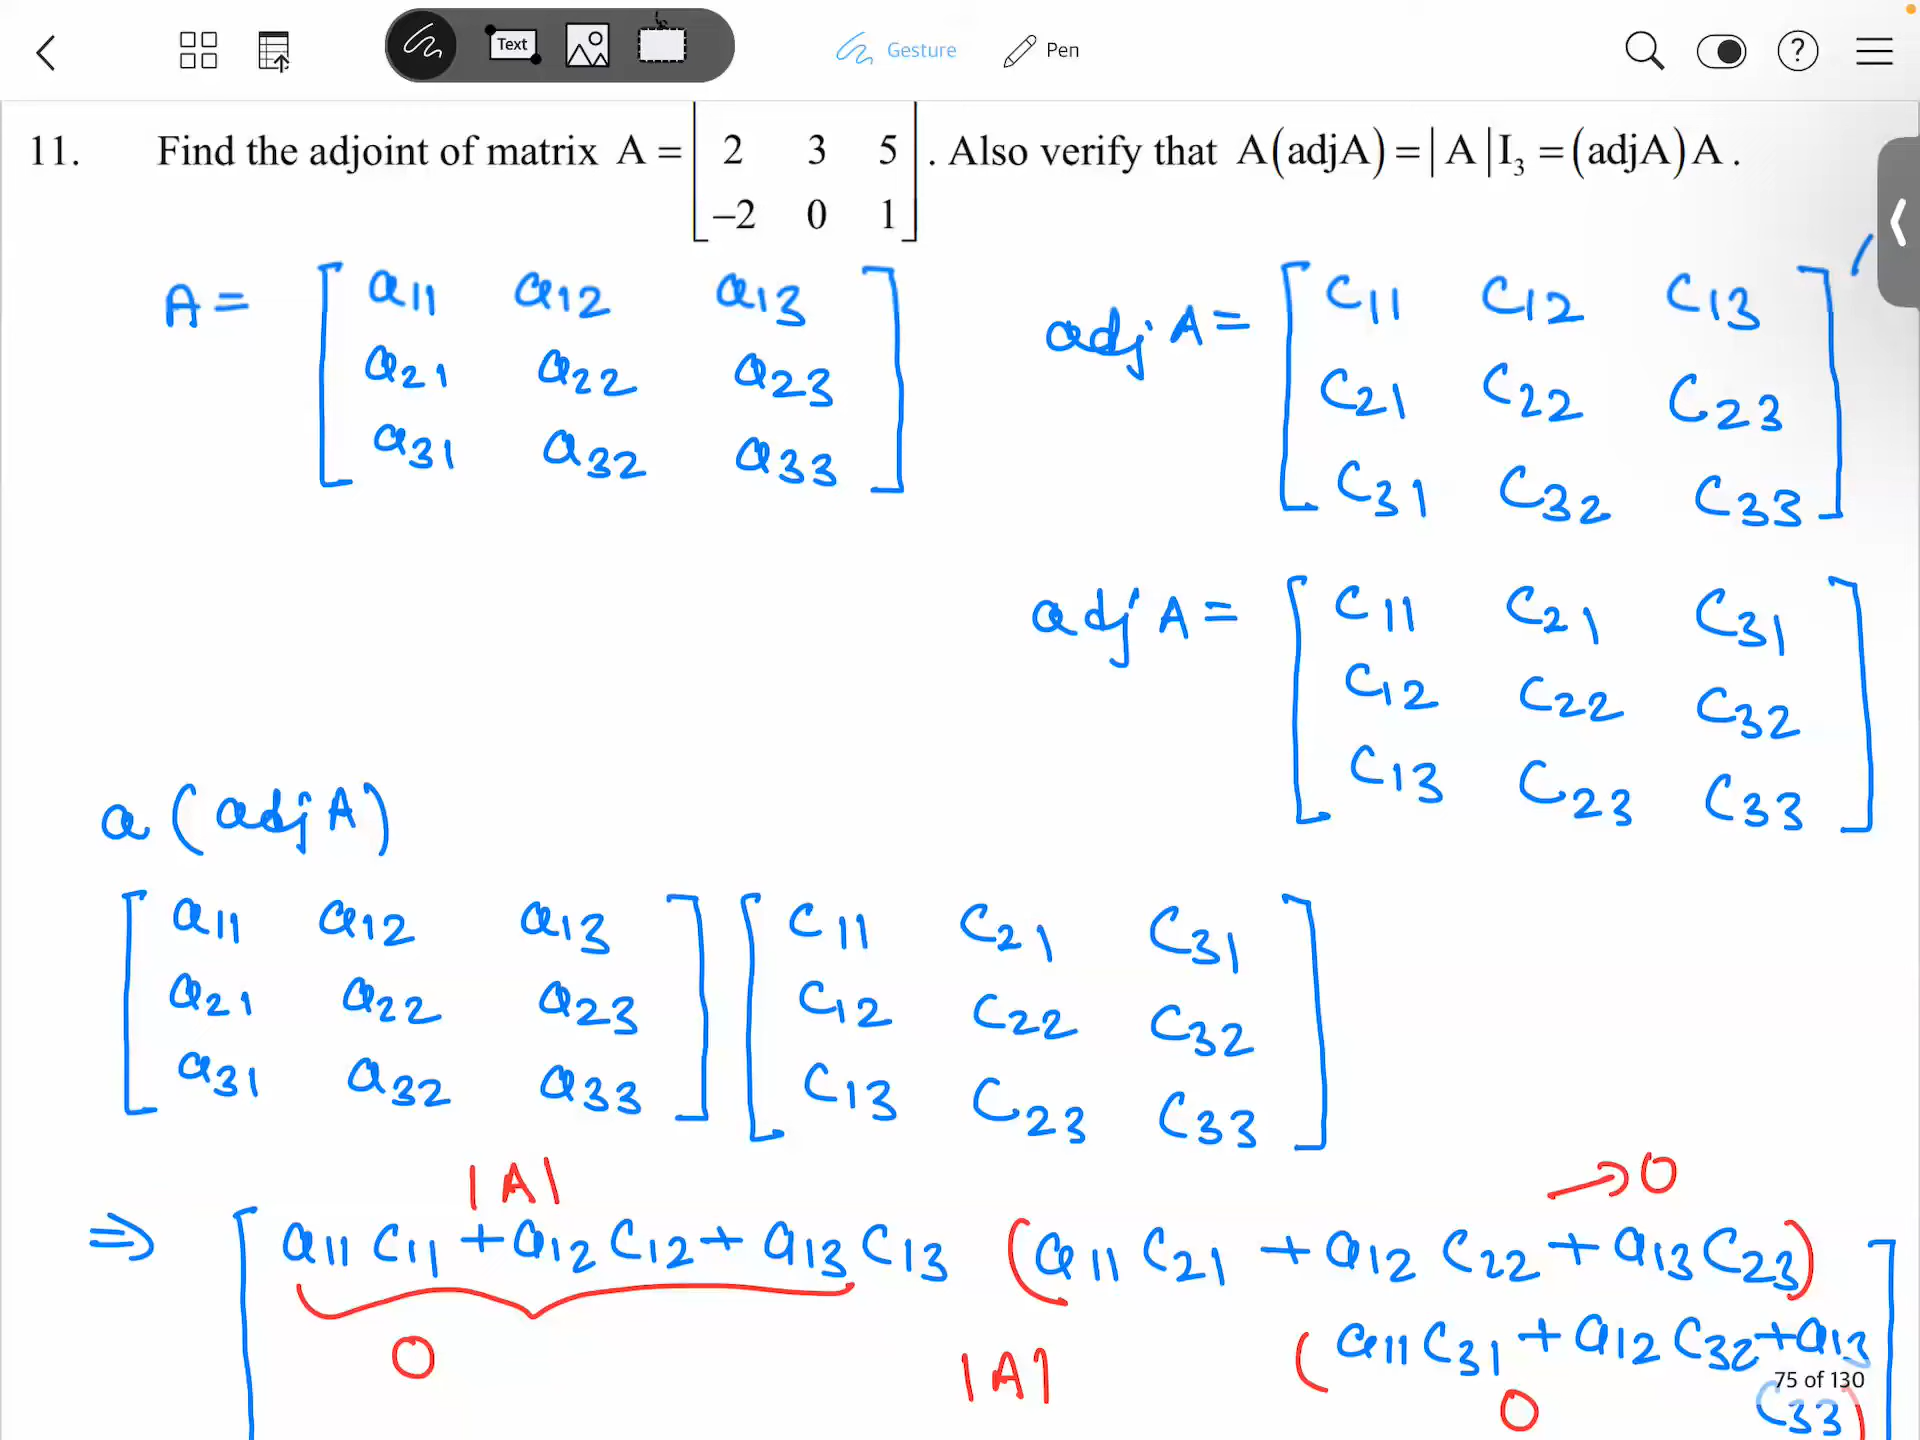 Text Gesture Pen
11. Find the adjoint of matrix A = [ 2 3 5 ; −2 0 1 ] . Also verify that A(adjA) = |A|I₃ = (adjA)A .
A = [ a11 a12 a13
a21 a22 a23
a31 a32 a33 ]
adj A = [ C11 C12 C13
C21 C22 C23
C31 C32 C33 ]′
adj A = [ C11 C21 C31
C12 C22 C32
C13 C23 C33 ]
a (adj A)
[ a11 a12 a13 ] [ C11 C21 C31 ]
[ a21 a22 a23 ] [ C12 C22 C32 ]
[ a31 a32 a33 ] [ C13 C23 C33 ]
|A| → 0
⇒ [ a11 C11 + a12 C12 + a13 C13 (a11 C21 + a12 C22 + a13 C23) ]
(a11 C31 + a12 C32 + a13
0 |A| 75 of 130
0 C33)